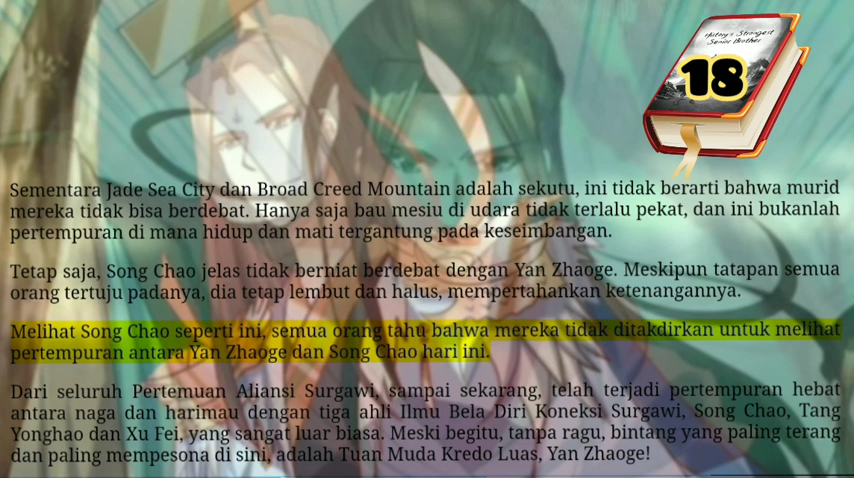 History's Strongest
Senior Brother
18
Sementara Jade Sea City dan Broad Creed Mountain adalah sekutu, ini tidak berarti bahwa murid
mereka tidak bisa berdebat. Hanya saja bau mesiu di udara tidak terlalu pekat, dan ini bukanlah
pertempuran di mana hidup dan mati tergantung pada keseimbangan.
Tetap saja, Song Chao jelas tidak berniat berdebat dengan Yan Zhaoge. Meskipun tatapan semua
orang tertuju padanya, dia tetap lembut dan halus, mempertahankan ketenangannya.
Melihat Song Chao seperti ini, semua orang tahu bahwa mereka tidak ditakdirkan untuk melihat
pertempuran antara Yan Zhaoge dan Song Chao hari ini.
Dari seluruh Pertemuan Aliansi Surgawi, sampai sekarang, telah terjadi pertempuran hebat
antara naga dan harimau dengan tiga ahli Ilmu Bela Diri Koneksi Surgawi, Song Chao, Tang
Yonghao dan Xu Fei, yang sangat luar biasa. Meski begitu, tanpa ragu, bintang yang paling terang
dan paling mempesona di sini, adalah Tuan Muda Kredo Luas, Yan Zhaoge!